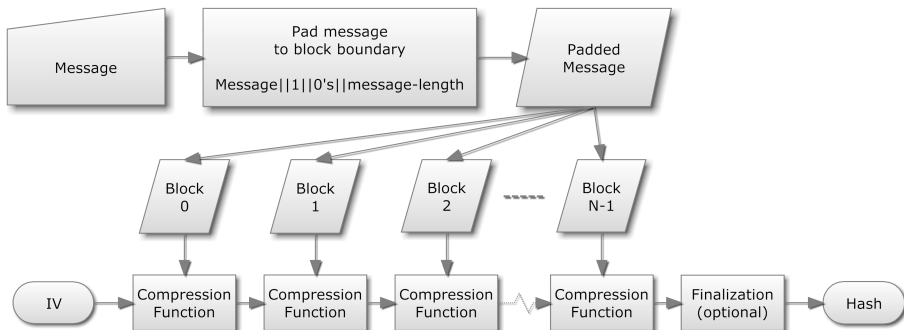 Message
Pad message
to block boundary
Message||1||0's||message-length
Padded
Message
Block
0
Block
1
Block
2
Block
N-1
IV
Compression
Function
Compression
Function
Compression
Function
Compression
Function
Finalization
(optional)
Hash